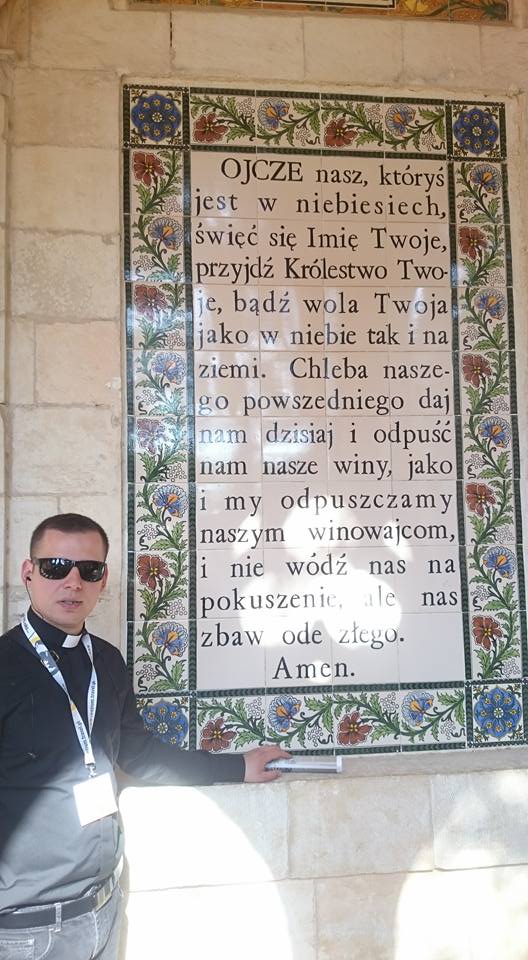 OJCZE nasz, któryś
jest w niebiesiech,
święć się Imię Twoje,
przyjdź Królestwo Two-
je, bądź wola Twoja
jako w niebie tak i na
ziemi. Chleba nasze-
go powszedniego daj
nam dzisiaj i odpuść
nam nasze winy, jako
i my odpuszczamy
naszym winowajcom,
i nie wódź nas na
pokuszenie, ale nas
zbaw ode złego.
Amen.